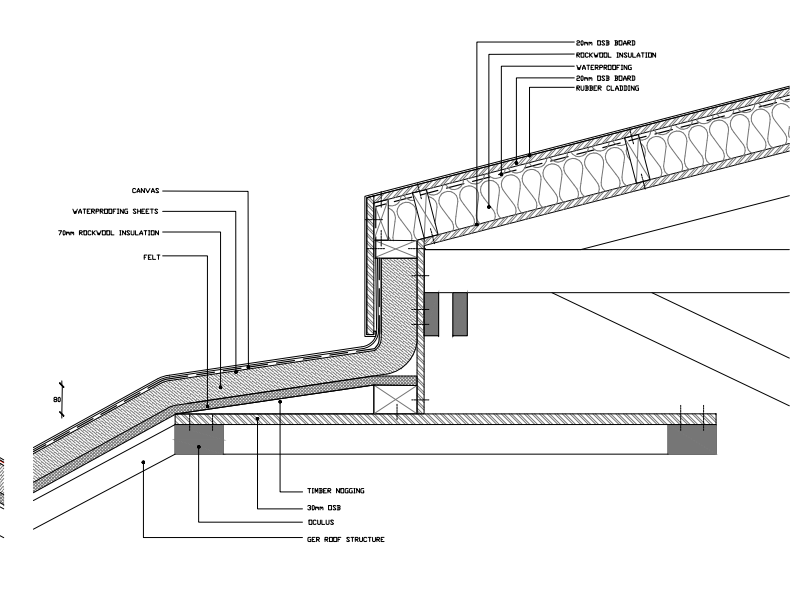 20mm OSB BOARD
ROCKWOOL INSULATION
WATERPROOFING
20mm OSB BOARD
RUBBER CLADDING
CANVAS
WATERPROOFING SHEETS
70mm ROCKWOOL INSULATION
FELT
80
TIMBER NOGGING
30mm OSB
OCULUS
GER ROOF STRUCTURE